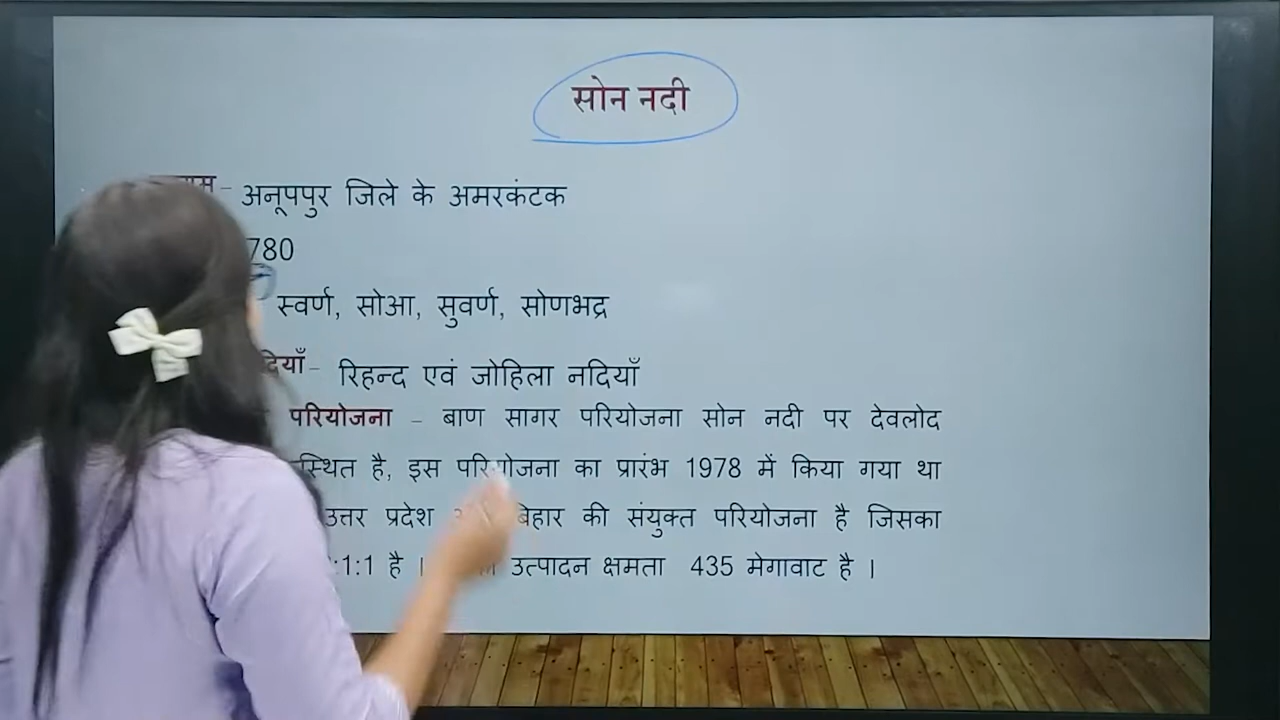 सोन नदी
– अनूपपुर जिले के अमरकंटक
780
स्वर्ण, सोआ, सुवर्ण, सोणभद्र
– रिहन्द एवं जोहिला नदियाँ
परियोजना – बाण सागर परियोजना सोन नदी पर देवलोद
स्थित है, इस परियोजना का प्रारंभ 1978 में किया गया था
उत्तर प्रदेश बिहार की संयुक्त परियोजना है जिसका
:1:1 है । उत्पादन क्षमता 435 मेगावाट है ।